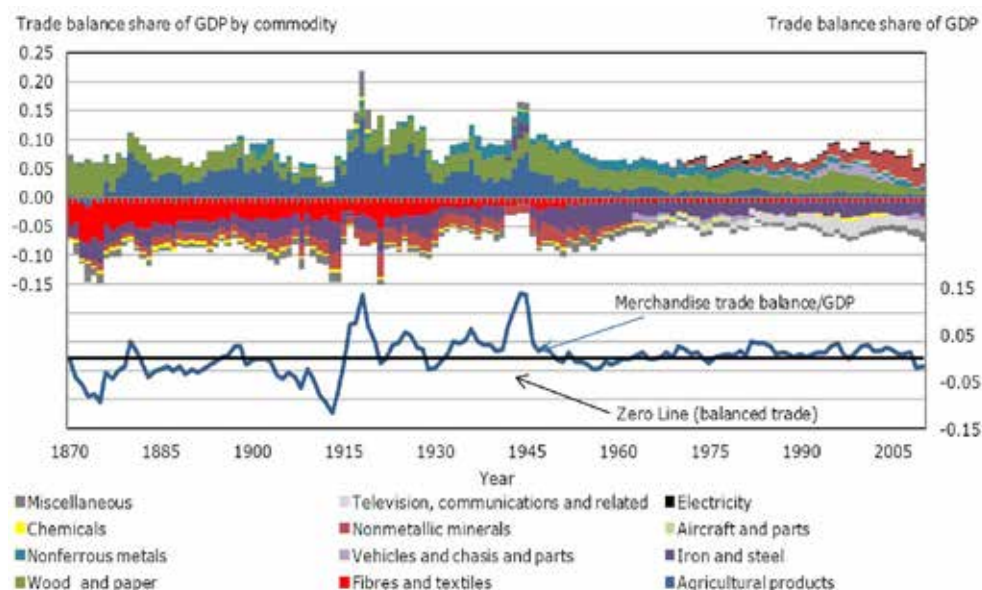 Trade balance share of GDP by commodity Trade balance share of GDP
0.25
0.20
0.15
0.10
0.05
0.00
-0.05
-0.10
-0.15
0.15
0.05
-0.05
-0.15
Merchandise trade balance/GDP
Zero Line (balanced trade)
1870 1885 1900 1915 1930 1945 1960 1975 1990 2005
Year
Miscellaneous Television, communications and related Electricity
Chemicals Nonmetallic minerals Aircraft and parts
Nonferrous metals Vehicles and chasis and parts Iron and steel
Wood and paper Fibres and textiles Agricultural products